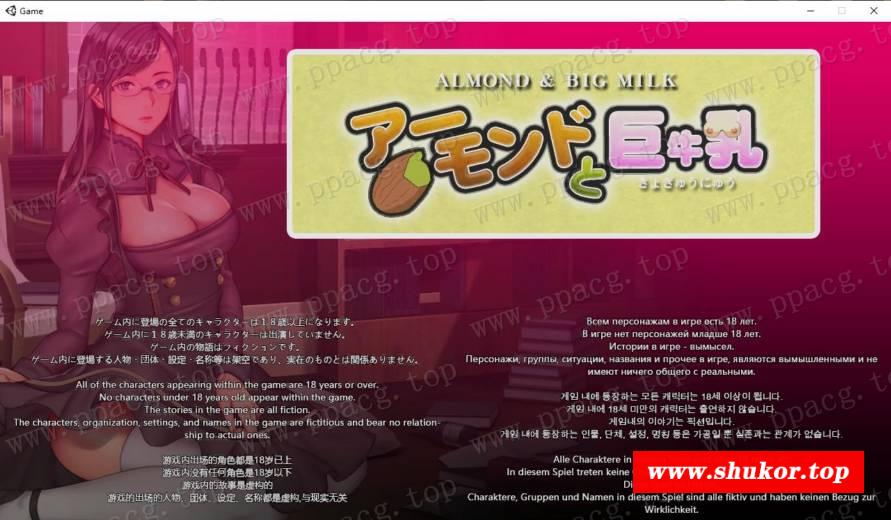 Game
ALMOND & BIG MILK
アーモンドと巨牛乳
きょぎゅうにゅう
ゲーム内に登場の全てのキャラクターは１８歳以上になります。
ゲーム内に１８歳未満のキャラクターは出演していません。
ゲーム内の物語はフィクションです。
ゲーム内に登場する人物・団体・設定・名称等は架空であり、実在のものとは関係ありません。
All of the characters appearing within the game are 18 years or over.
No characters under 18 years old appear within the game.
The stories in the game are all fiction.
The characters, organization, settings, and names in the game are fictitious and bear no relation-
ship to actual ones.
游戏内出场的角色都是18岁已上
游戏内没有任何角色是18岁以下
游戏内的故事是虚构的
游戏的出场的人物、团体、设定、名称都是虚构,与现实无关
Всем персонажам в игре есть 18 лет.
В игре нет персонажей младше 18 лет.
Истории в игре - вымысел.
Персонажи, группы, ситуации, названия и прочее в игре, являются вымышленными и не
имеют ничего общего с реальными.
게임 내에 등장하는 모든 캐릭터는 18세 이상이 됩니다.
게임 내에 18세 미만의 캐릭터는 출연하지 않습니다.
게임내의 이야기는 픽션입니다.
게임 내에 등장하는 인물, 단체, 설정, 명칭 등은 가공일 뿐 실존과는 관계가 없습니다.
Alle Charaktere in
In diesem Spiel treten keine
Di
Charaktere, Gruppen und Namen in diesem Spiel sind alle fiktiv und haben keinen Bezug zur
Wirklichkeit.
www.shukor.top
www.ppacg.top